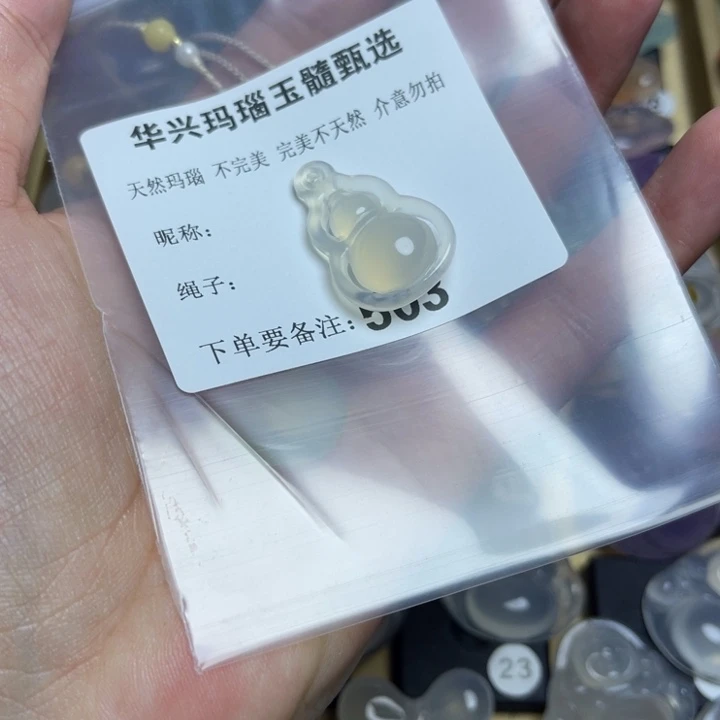 华兴玛瑙玉髓甄选
天然玛瑙 不完美 完美不天然 介意勿拍
昵称：
绳子：
下单要备注：503
23